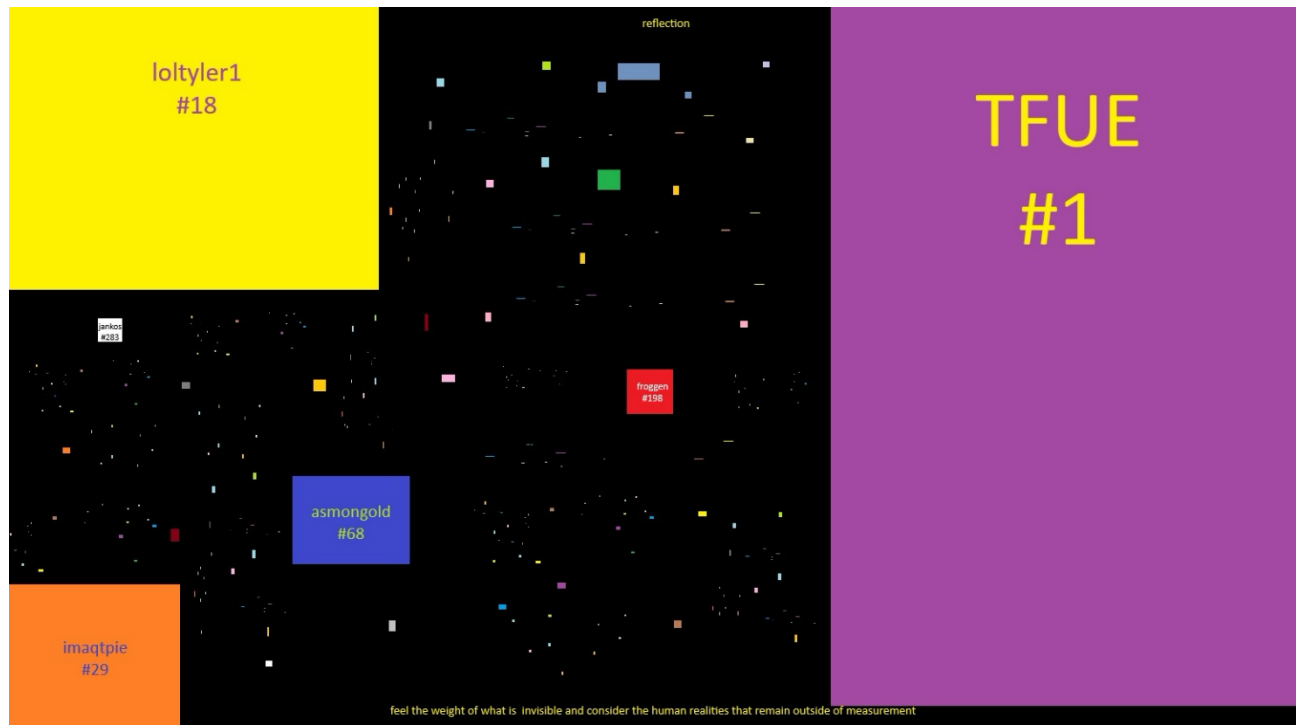 reflection
loltyler1
#18
TFUE
#1
jankos
#283
froggen
#198
asmongold
#68
imaqtpie
#29
feel the weight of what is  invisible and consider the human realities that remain outside of measurement